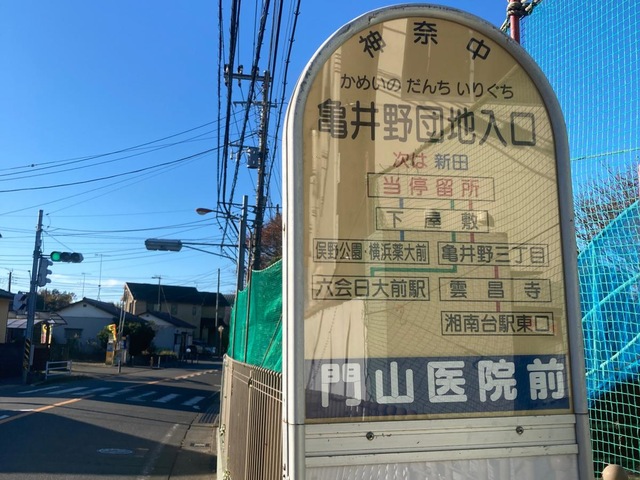 神奈中
かめいの だんち いりぐち
亀井野団地入口
次は 新田
当停留所
下屋敷
俣野公園・横浜薬大前 亀井野三丁目
六会日大前駅 雲昌寺
湘南台駅東口
門山医院前